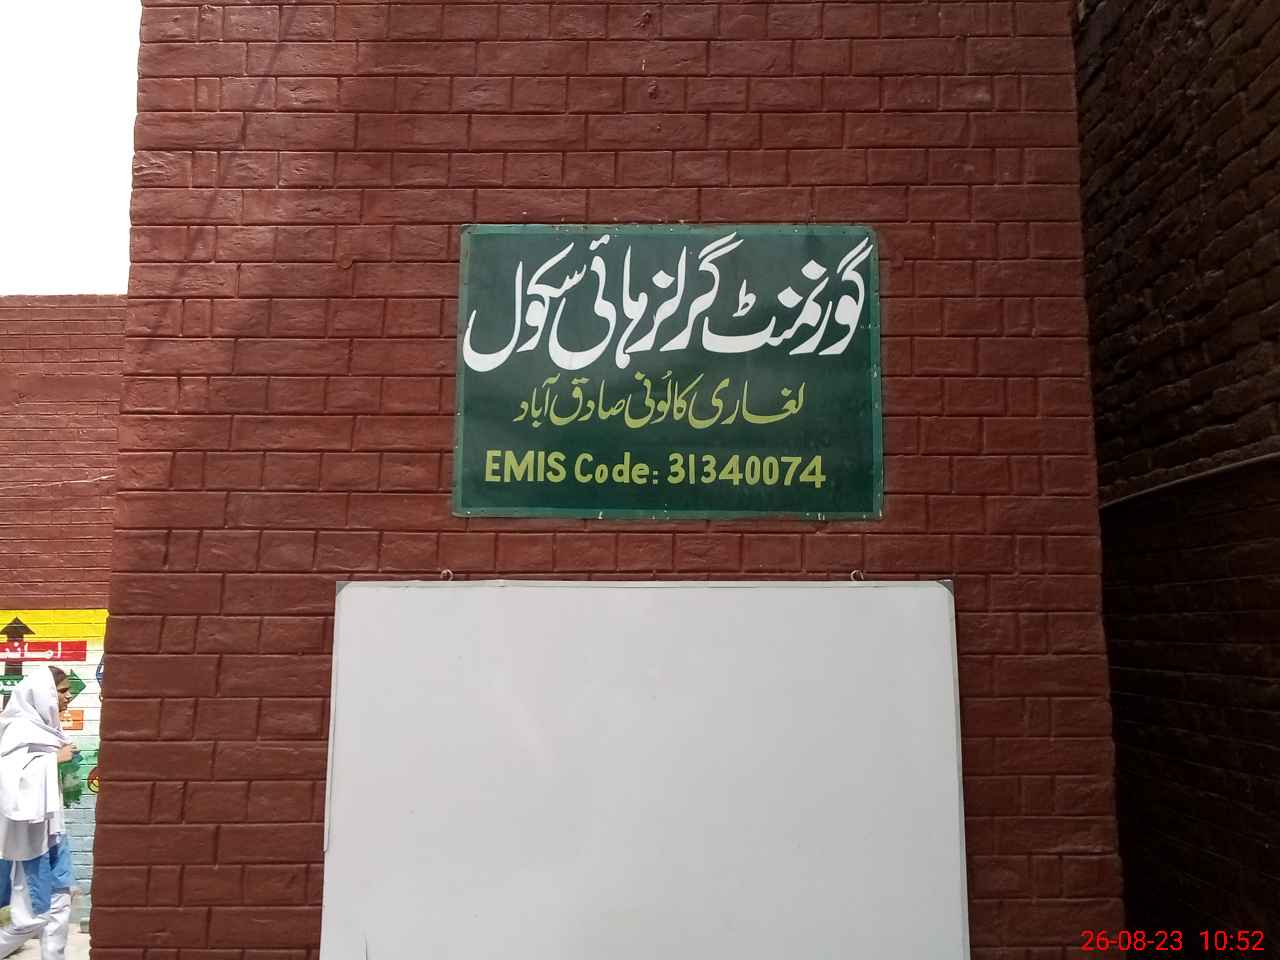 گورنمنٹ گرلز ہائی سکول
لغاری کالونی صادق آباد
EMIS Code: 31340074
26-08-23 10:52